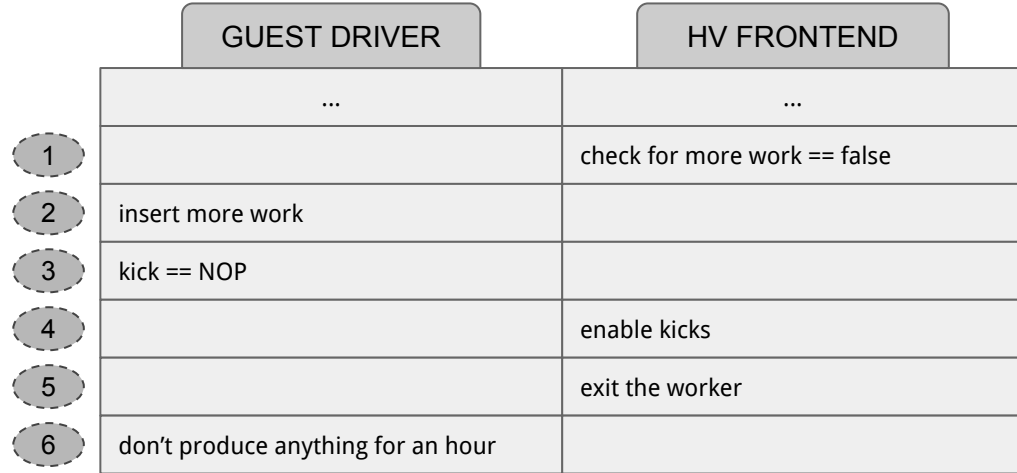 GUEST DRIVER HV FRONTEND
... ...
1 check for more work == false
2 insert more work
3 kick == NOP
4 enable kicks
5 exit the worker
6 don’t produce anything for an hour